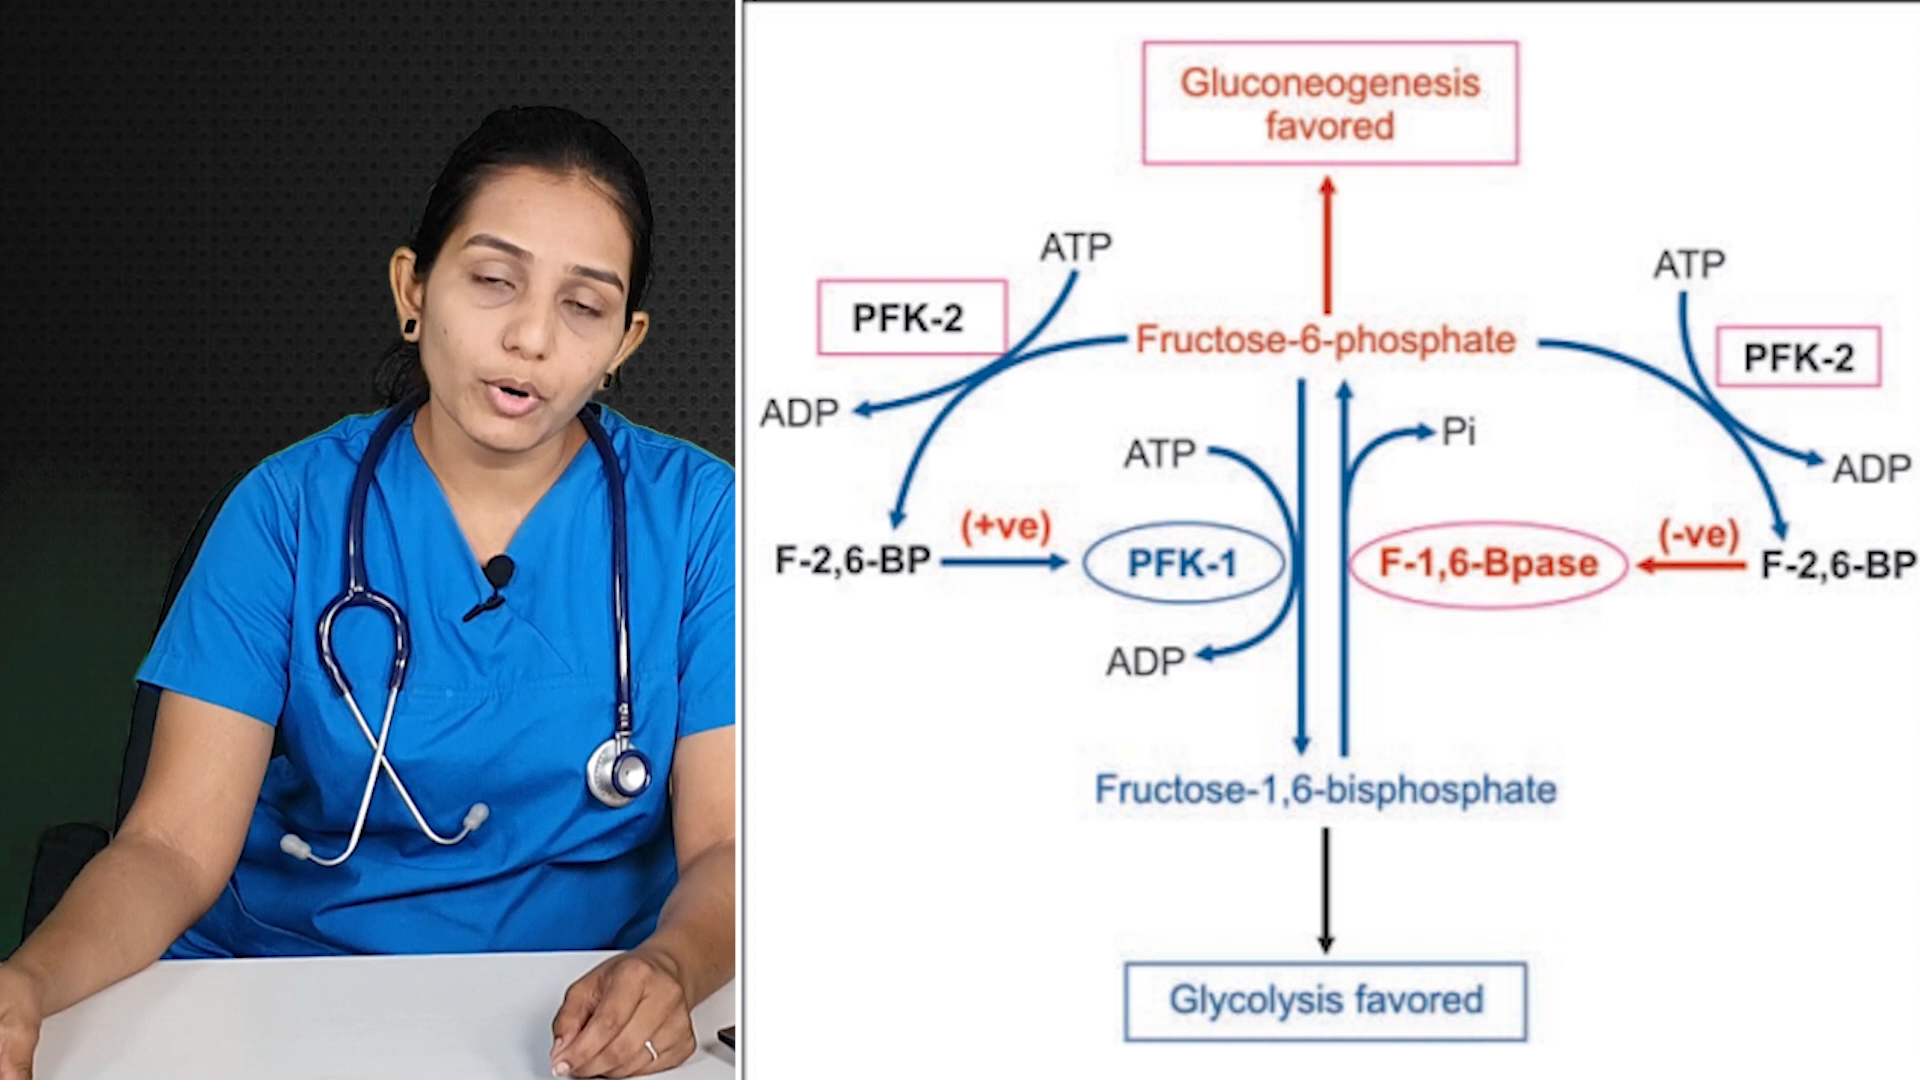 Gluconeogenesis
favored
ATP
ATP
PFK-2
Fructose-6-phosphate
PFK-2
ADP
ATP
Pi
ADP
F-2,6-BP
(+ve)
PFK-1
F-1,6-Bpase
(-ve)
F-2,6-BP
ADP
Fructose-1,6-bisphosphate
Glycolysis favored